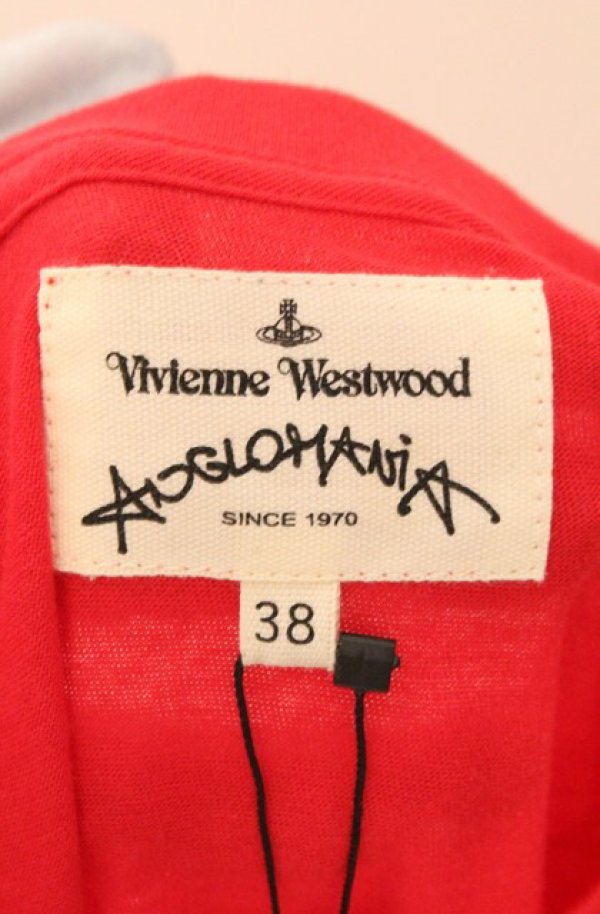 Vivienne Westwood
ANGLOMANiA
SINCE 1970
38